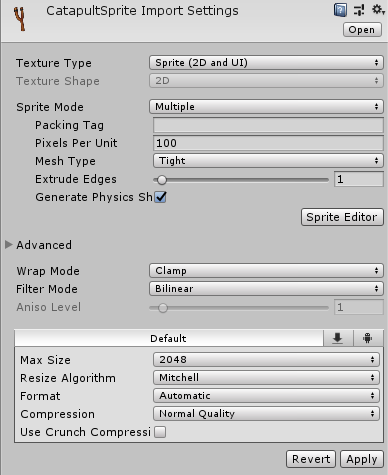 CatapultSprite Import Settings
Open
Texture Type Sprite (2D and UI)
Texture Shape 2D
Sprite Mode Multiple
Packing Tag
Pixels Per Unit 100
Mesh Type Tight
Extrude Edges 1
Generate Physics Sh
Sprite Editor
Advanced
Wrap Mode Clamp
Filter Mode Bilinear
Aniso Level 1
Default
Max Size 2048
Resize Algorithm Mitchell
Format Automatic
Compression Normal Quality
Use Crunch Compressi
Revert Apply